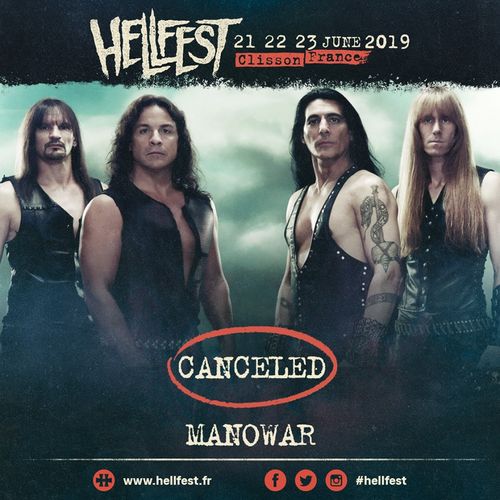 HELLFEST 21 22 23 JUNE 2019
Clisson France
CANCELED
MANOWAR
www.hellfest.fr #hellfest